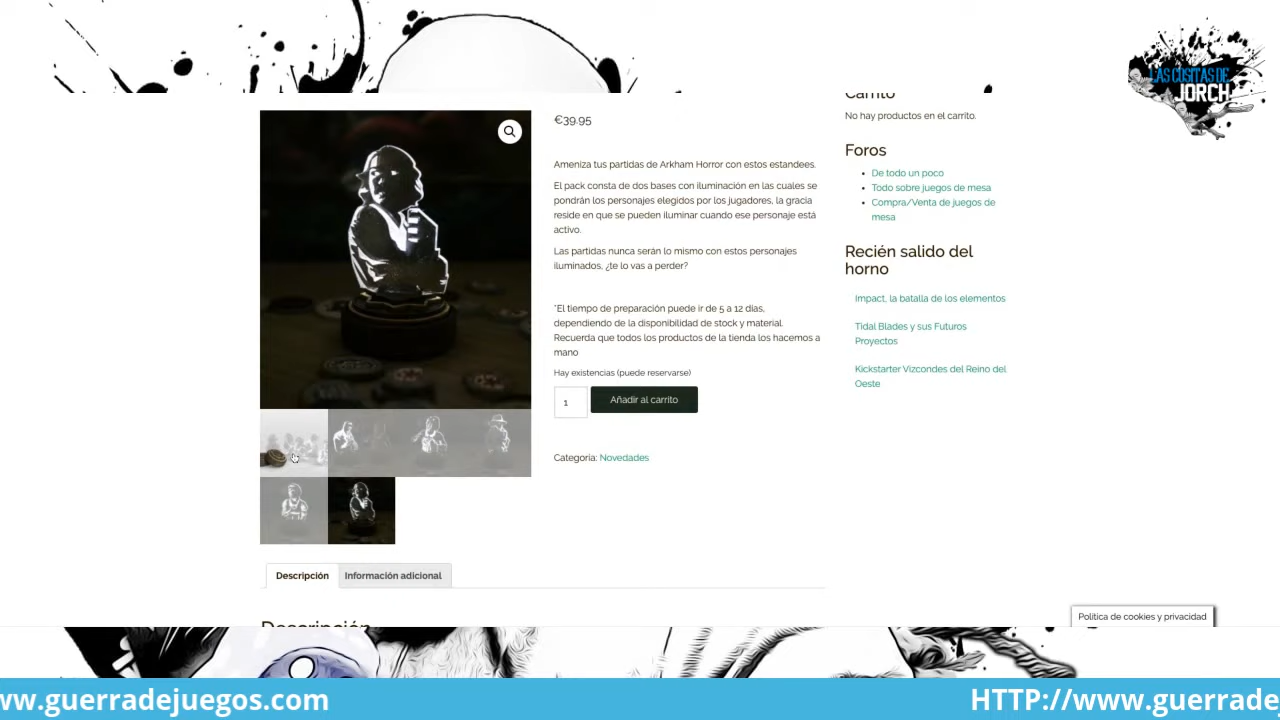 LAS COSITAS DE
JORCH
€39.95
Ameniza tus partidas de Arkham Horror con estos estandees.
El pack consta de dos bases con iluminación en las cuales se
pondrán los personajes elegidos por los jugadores, la gracia
reside en que se pueden iluminar cuando ese personaje está
activo.
Las partidas nunca serán lo mismo con estos personajes
iluminados, ¿te lo vas a perder?
*El tiempo de preparación puede ir de 5 a 12 días,
dependiendo de la disponibilidad de stock y material.
Recuerda que todos los productos de la tienda los hacemos a
mano
Hay existencias (puede reservarse)
1
Añadir al carrito
Categoría: Novedades
Carrito
No hay productos en el carrito.
Foros
De todo un poco
Todo sobre juegos de mesa
Compra/Venta de juegos de
mesa
Recién salido del
horno
Impact, la batalla de los elementos
Tidal Blades y sus Futuros
Proyectos
Kickstarter Vizcondes del Reino del
Oeste
Descripción
Información adicional
Descripción
Política de cookies y privacidad
ww.guerradejuegos.com
HTTP://www.guerradej